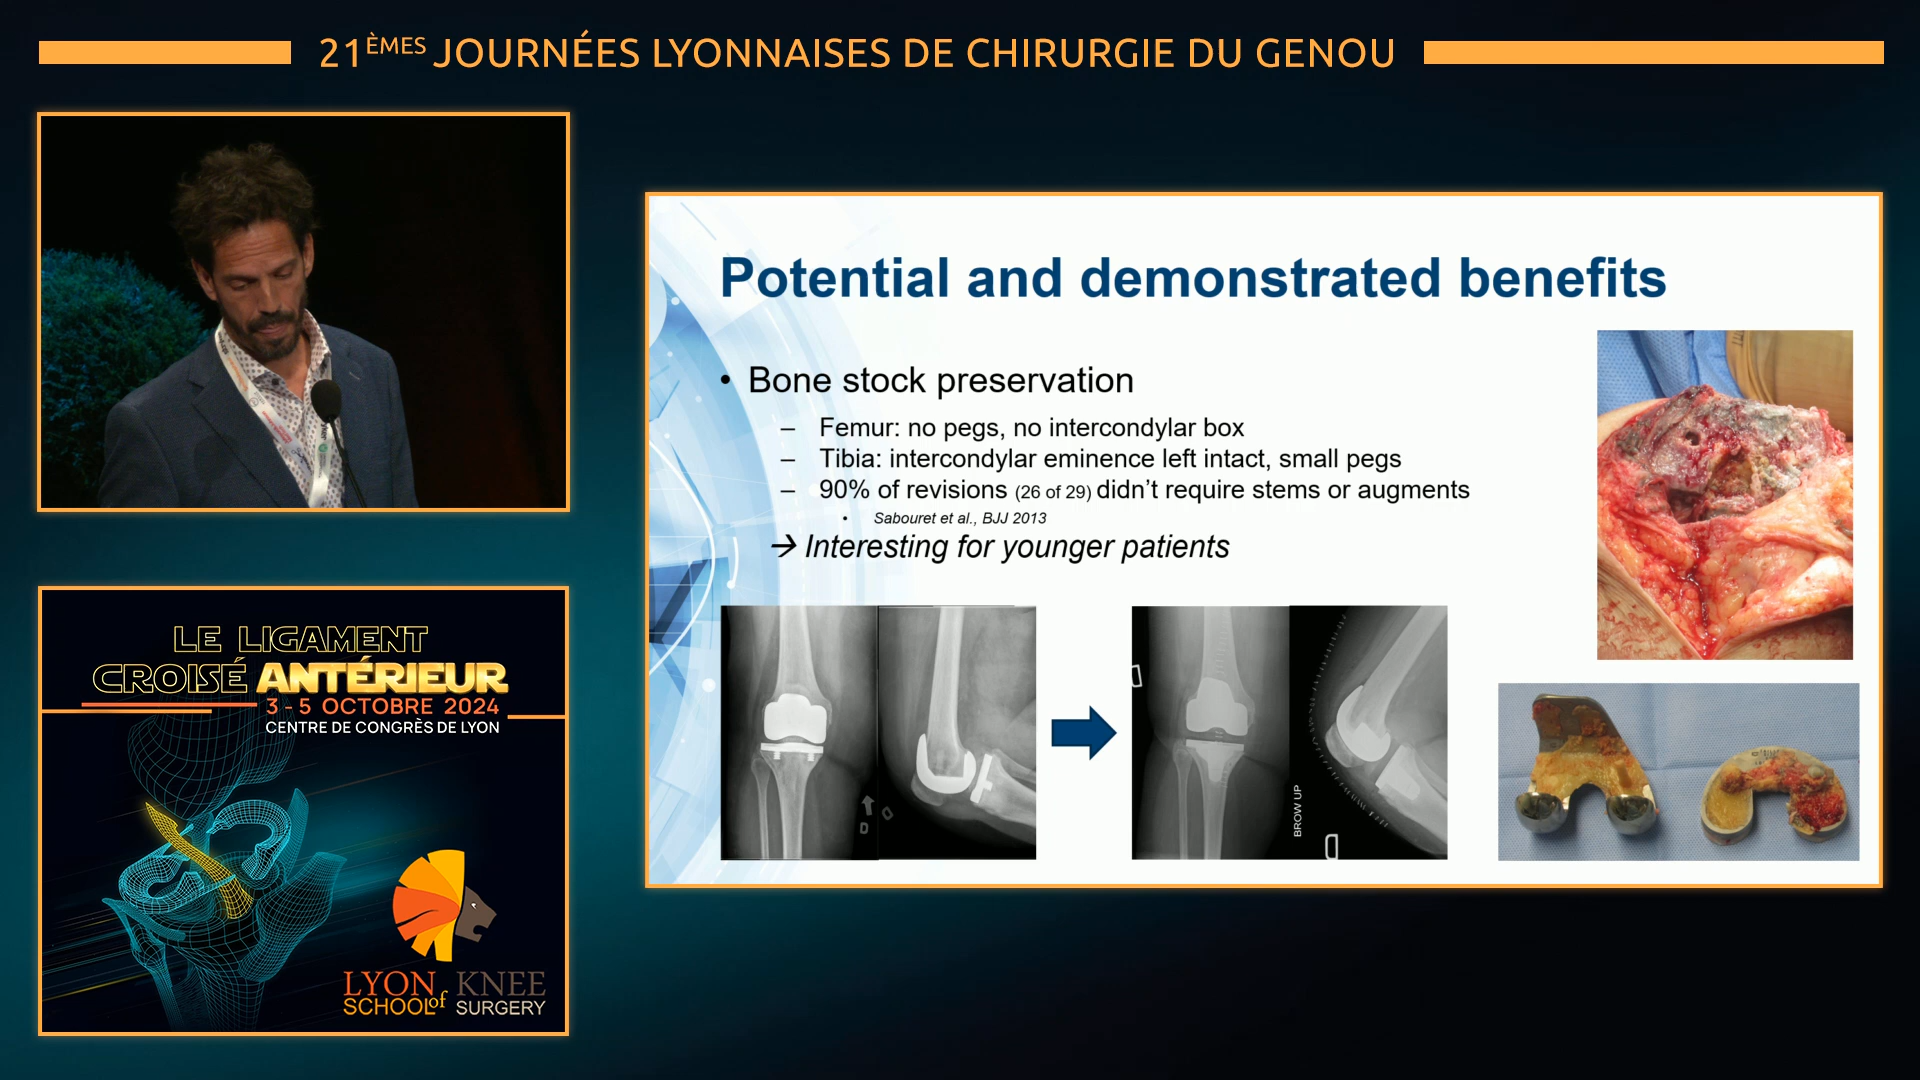 21ÈMES JOURNÉES LYONNAISES DE CHIRURGIE DU GENOU
Potential and demonstrated benefits
• Bone stock preservation
– Femur: no pegs, no intercondylar box
– Tibia: intercondylar eminence left intact, small pegs
– 90% of revisions (26 of 29) didn’t require stems or augments
• Sabouret et al., BJJ 2013
→ Interesting for younger patients
D
BROW UP
LE LIGAMENT
CROISÉ ANTÉRIEUR
3 - 5 OCTOBRE 2024
CENTRE DE CONGRÈS DE LYON
LYON KNEE
SCHOOL of SURGERY